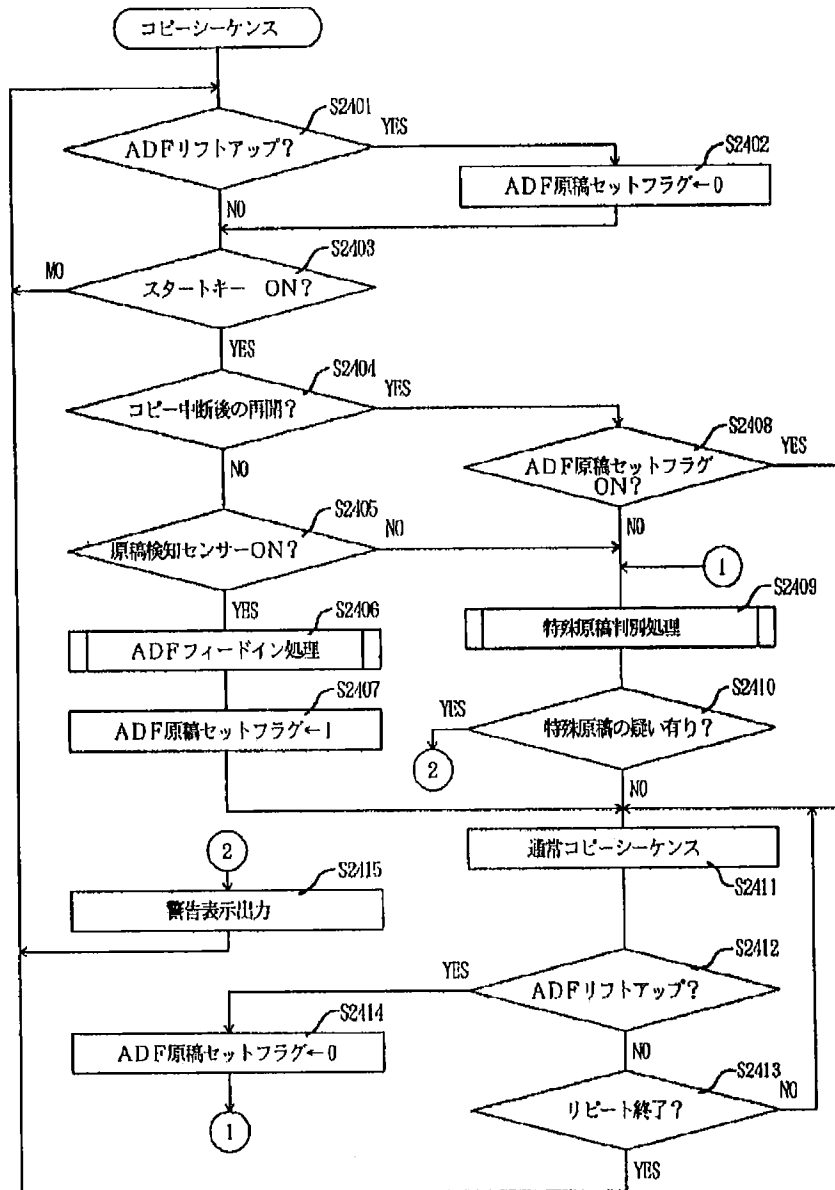 コピーシーケンス
S2401
ADFリフトアップ?
YES
S2402
ADF原稿セットフラグ←0
NO
S2403
MO
スタートキー ON?
YES
S2404
コピー中断後の再開?
YES
S2408
ADF原稿セットフラグ
ON?
YES
NO
S2405
原稿検知センサーON?
NO
NO
1
YES
S2406
ADFフィードイン処理
S2409
特殊原稿判別処理
S2407
ADF原稿セットフラグ←1
S2410
YES
特殊原稿の疑い有り?
2
NO
2
通常コピーシーケンス
S2411
S2415
警告表示出力
S2412
YES
ADFリフトアップ?
S2414
ADF原稿セットフラグ←0
NO
S2413
NO
リピート終了?
1
YES